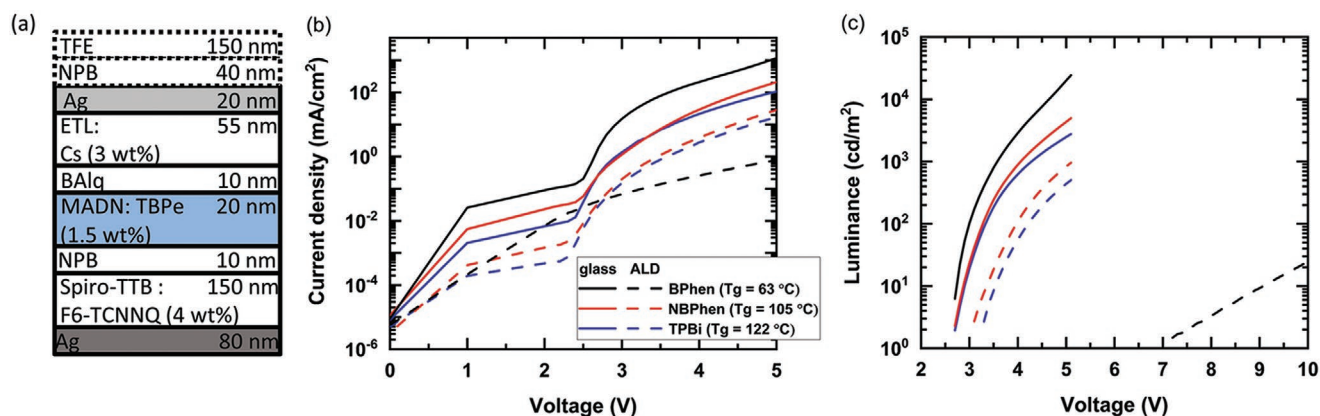 (a)
TFE 150 nm
NPB 40 nm
Ag 20 nm
ETL: 55 nm
Cs (3 wt%)
BAlq 10 nm
MADN: TBPe 20 nm
(1.5 wt%)
NPB 10 nm
Spiro-TTB : 150 nm
F6-TCNNQ (4 wt%)
Ag 80 nm
(b)
Current density (mA/cm²)
10²
10⁰
10⁻²
10⁻⁴
10⁻⁶
0 1 2 3 4 5
Voltage (V)
glass ALD
BPhen (Tg = 63 °C)
NBPhen (Tg = 105 °C)
TPBi (Tg = 122 °C)
(c)
Luminance (cd/m²)
10⁵
10⁴
10³
10²
10¹
10⁰
2 3 4 5 6 7 8 9 10
Voltage (V)